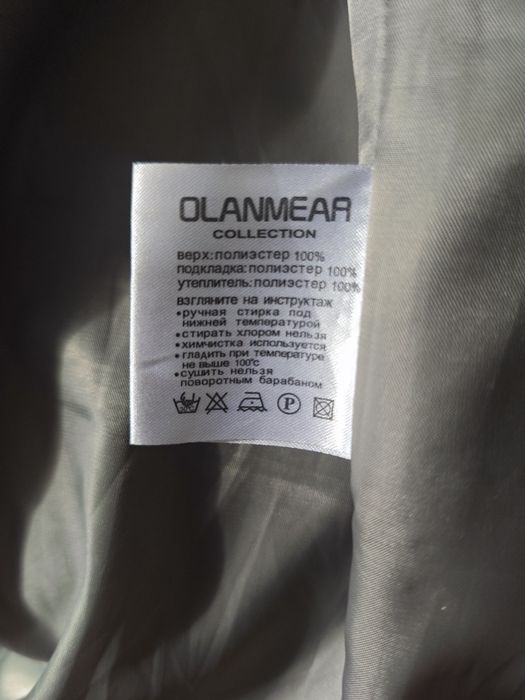 OLANMEAR
COLLECTION
верх:полиэстер 100%
подкладка:полиэстер 100%
утеплитель:полиэстер 100%
взгляните на инструктаж
•ручная стирка под
нижней температурой
•стирать хлором нельзя
•химчистка используется
•гладить при температуре
не выше 100°c
•сушить нельзя
поворотным барабаном
P